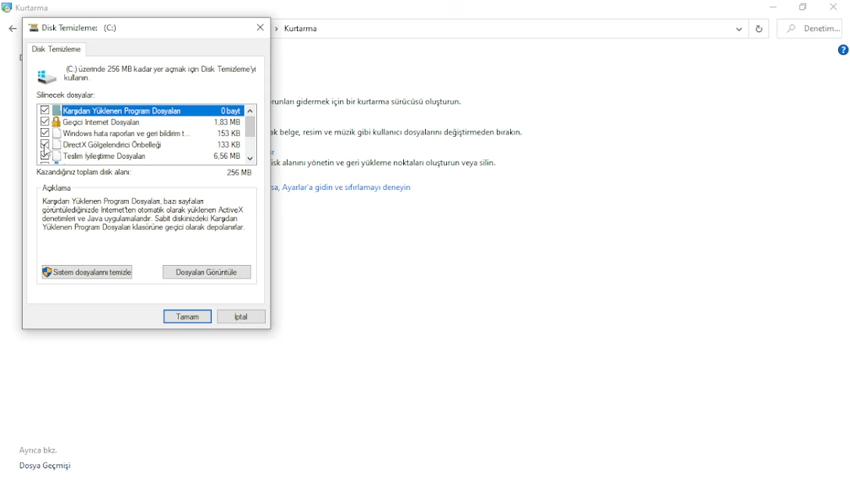 Kurtarma
Disk Temizleme: (C:)
Kurtarma
Denetim...
Disk Temizleme
(C:) üzerinde 256 MB kadar yer açmak için Disk Temizleme'yi
kullanın.
Silinecek dosyalar:
Karşıdan Yüklenen Program Dosyaları 0 bayt
Geçici Internet Dosyaları 1,83 MB
Windows hata raporları ve geri bildirim t... 153 KB
DirectX Gölgelendirici Önbelleği 133 KB
Teslim İyileştirme Dosyaları 6,56 MB
Kazandığınız toplam disk alanı: 256 MB
Açıklama
Karşıdan Yüklenen Program Dosyaları, bazı sayfaları
görüntülediğinizde Internet'ten otomatik olarak yüklenen ActiveX
denetimleri ve Java uygulamalarıdır. Sabit diskinizdeki Karşıdan
Yüklenen Program Dosyaları klasörüne geçici olarak depolanırlar.
Sistem dosyalarını temizle
Dosyaları Görüntüle
Tamam
İptal
runları gidermek için bir kurtarma sürücüsü oluşturun.
ak belge, resim ve müzik gibi kullanıcı dosyalarını değiştirmeden bırakın.
ır
isk alanını yönetin ve geri yükleme noktaları oluşturun veya silin.
sa, Ayarlar'a gidin ve sıfırlamayı deneyin
Ayrıca bkz.
Dosya Geçmişi